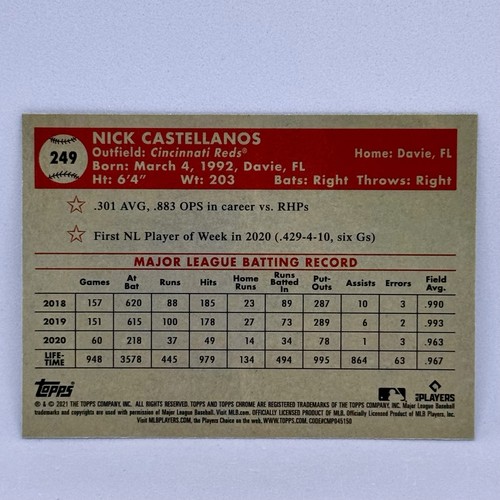 249
NICK CASTELLANOS
Outfield: Cincinnati Reds®
Home: Davie, FL
Born: March 4, 1992, Davie, FL
Ht: 6'4" Wt: 203 Bats: Right Throws: Right
.301 AVG, .883 OPS in career vs. RHPs
First NL Player of Week in 2020 (.429-4-10, six Gs)
MAJOR LEAGUE BATTING RECORD
Games At Bat Runs Hits Home Runs Runs Batted In Put- Outs Assists Errors Field Avg.
2018 157 620 88 185 23 89 287 10 3 .990
2019 151 615 100 178 27 73 289 6 2 .993
2020 60 218 37 49 14 34 78 1 3 .963
LIFE- TIME 948 3578 445 979 134 494 995 864 63 .967
Topps
PLAYERS
® & © 2021 THE TOPPS COMPANY, INC. ALL RIGHTS RESERVED. TOPPS AND TOPPS CHROME ARE REGISTERED TRADEMARKS OF THE TOPPS COMPANY, INC. Major League Baseball
trademarks and copyrights are used with permission of Major League Baseball. Visit MLB.com. OFFICIALLY LICENSED PRODUCT OF MLB Players, Inc.
Visit MLBPLAYERS.com, the Players Choice on the web. WWW.TOPPS.COM. CODE#CMP045150